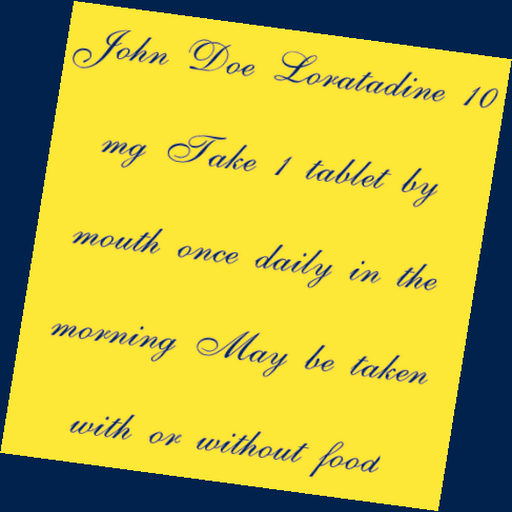 John Doe Loratadine 10
mg Take 1 tablet by
mouth once daily in the
morning May be taken
with or without food